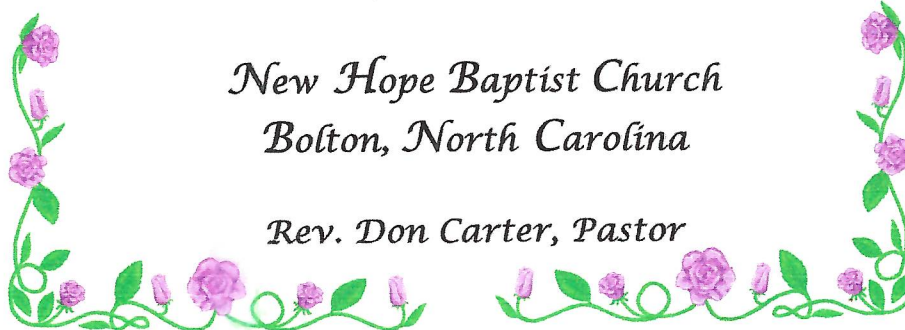 New Hope Baptist Church
Bolton, North Carolina
Rev. Don Carter, Pastor